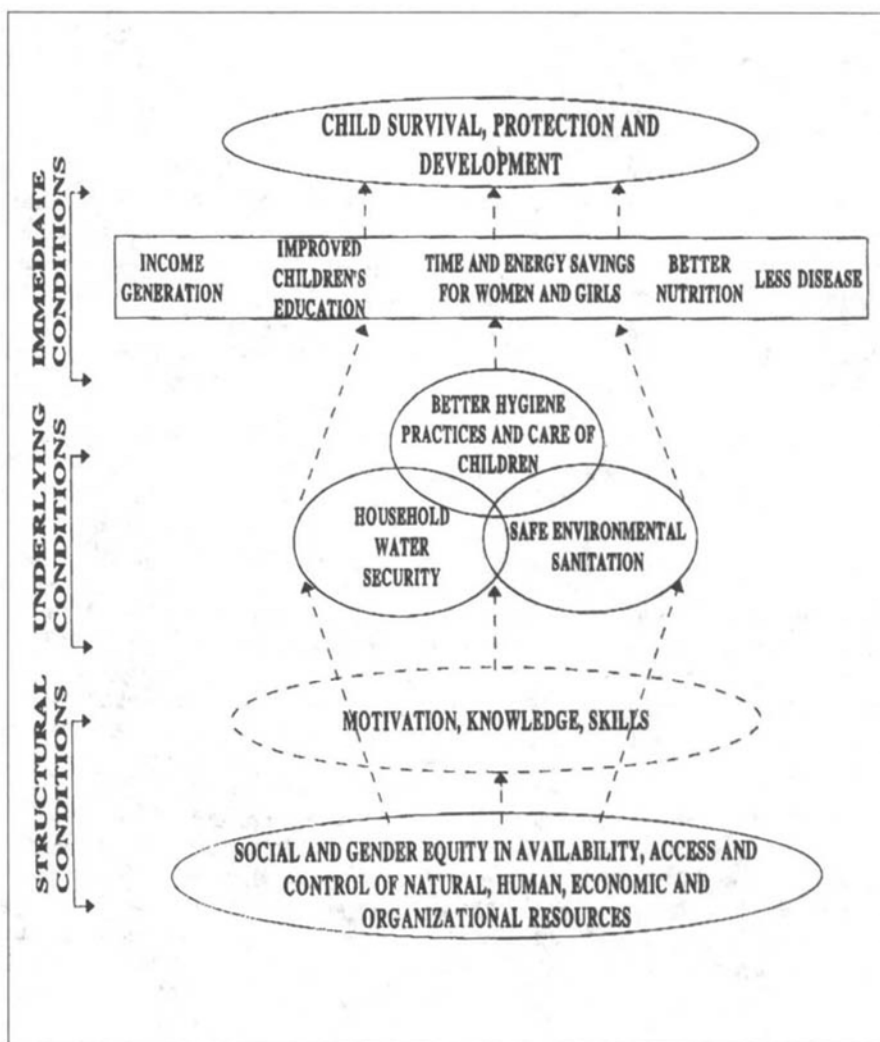 CHILD SURVIVAL, PROTECTION AND
DEVELOPMENT
IMMEDIATE
CONDITIONS
INCOME
GENERATION
IMPROVED
CHILDREN'S
EDUCATION
TIME AND ENERGY SAVINGS
FOR WOMEN AND GIRLS
BETTER
NUTRITION
LESS DISEASE
UNDERLYING
CONDITIONS
BETTER HYGIENE
PRACTICES AND CARE OF
CHILDREN
HOUSEHOLD
WATER
SECURITY
SAFE ENVIRONMENTAL
SANITATION
STRUCTURAL
CONDITIONS
MOTIVATION, KNOWLEDGE, SKILLS
SOCIAL AND GENDER EQUITY IN AVAILABILITY, ACCESS AND
CONTROL OF NATURAL, HUMAN, ECONOMIC AND
ORGANIZATIONAL RESOURCES